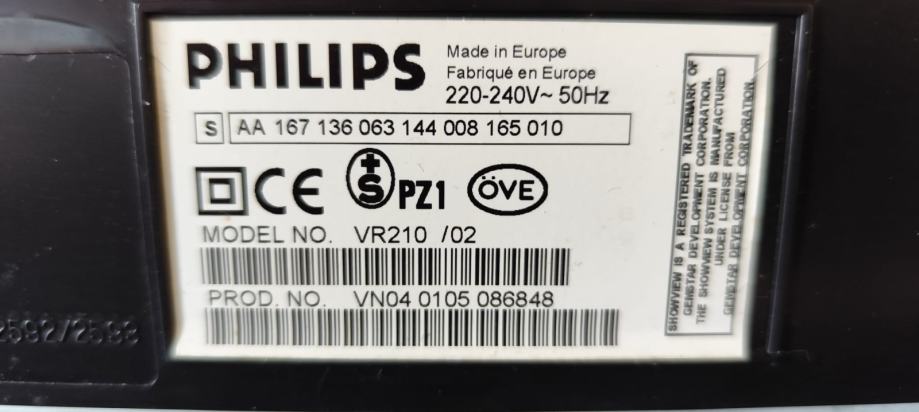 PHILIPS
Made in Europe
Fabriqué en Europe
220-240V~ 50Hz
S AA 167 136 063 144 008 165 010
CE +S PZ1 ÖVE
MODEL NO. VR210 /02
PROD. NO. VN04 0105 086848
SHOWVIEW IS A REGISTERED TRADEMARK OF
GEMSTAR DEVELOPMENT CORPORATION.
THE SHOWVIEW SYSTEM IS MANUFACTURED
UNDER LICENSE FROM
GEMSTAR DEVELOPMENT CORPORATION.
2592/2593